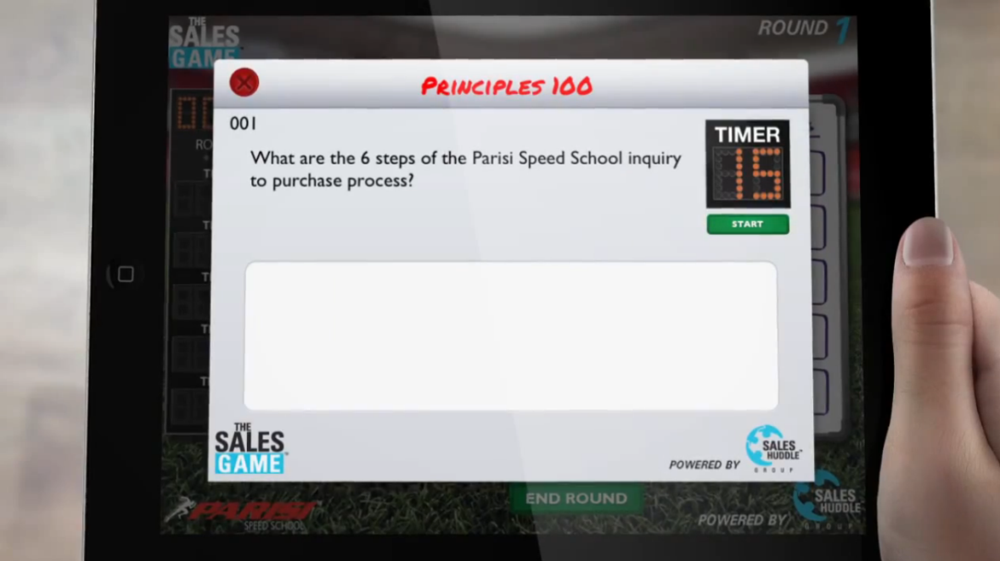 THE
SALES
GAME
ROUND 1
PRINCIPLES 100
001
What are the 6 steps of the Parisi Speed School inquiry
to purchase process?
TIMER
15
START
THE
SALES
GAME
POWERED BY
SALES
HUDDLE
GROUP
END ROUND
PARISI
SPEED SCHOOL
POWERED BY
SALES
HUDDLE
GROUP